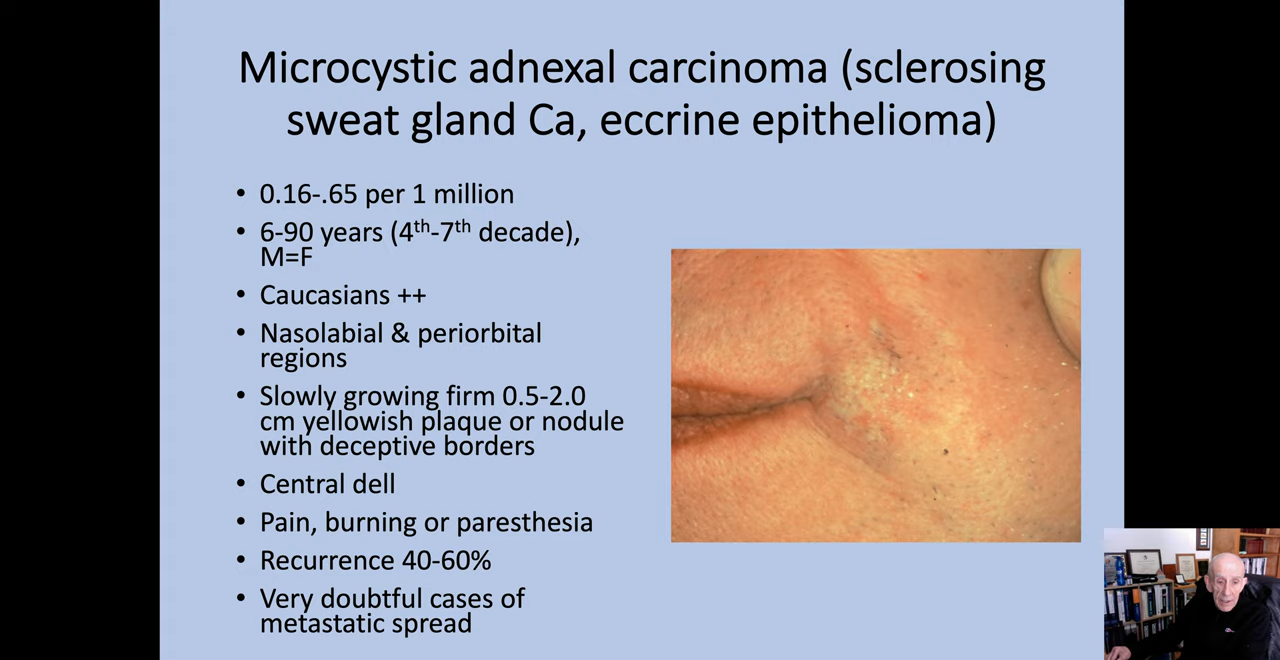 Microcystic adnexal carcinoma (sclerosing
sweat gland Ca, eccrine epithelioma)
• 0.16-.65 per 1 million
• 6-90 years (4th-7th decade),
M=F
• Caucasians ++
• Nasolabial & periorbital
regions
• Slowly growing firm 0.5-2.0
cm yellowish plaque or nodule
with deceptive borders
• Central dell
• Pain, burning or paresthesia
• Recurrence 40-60%
• Very doubtful cases of
metastatic spread